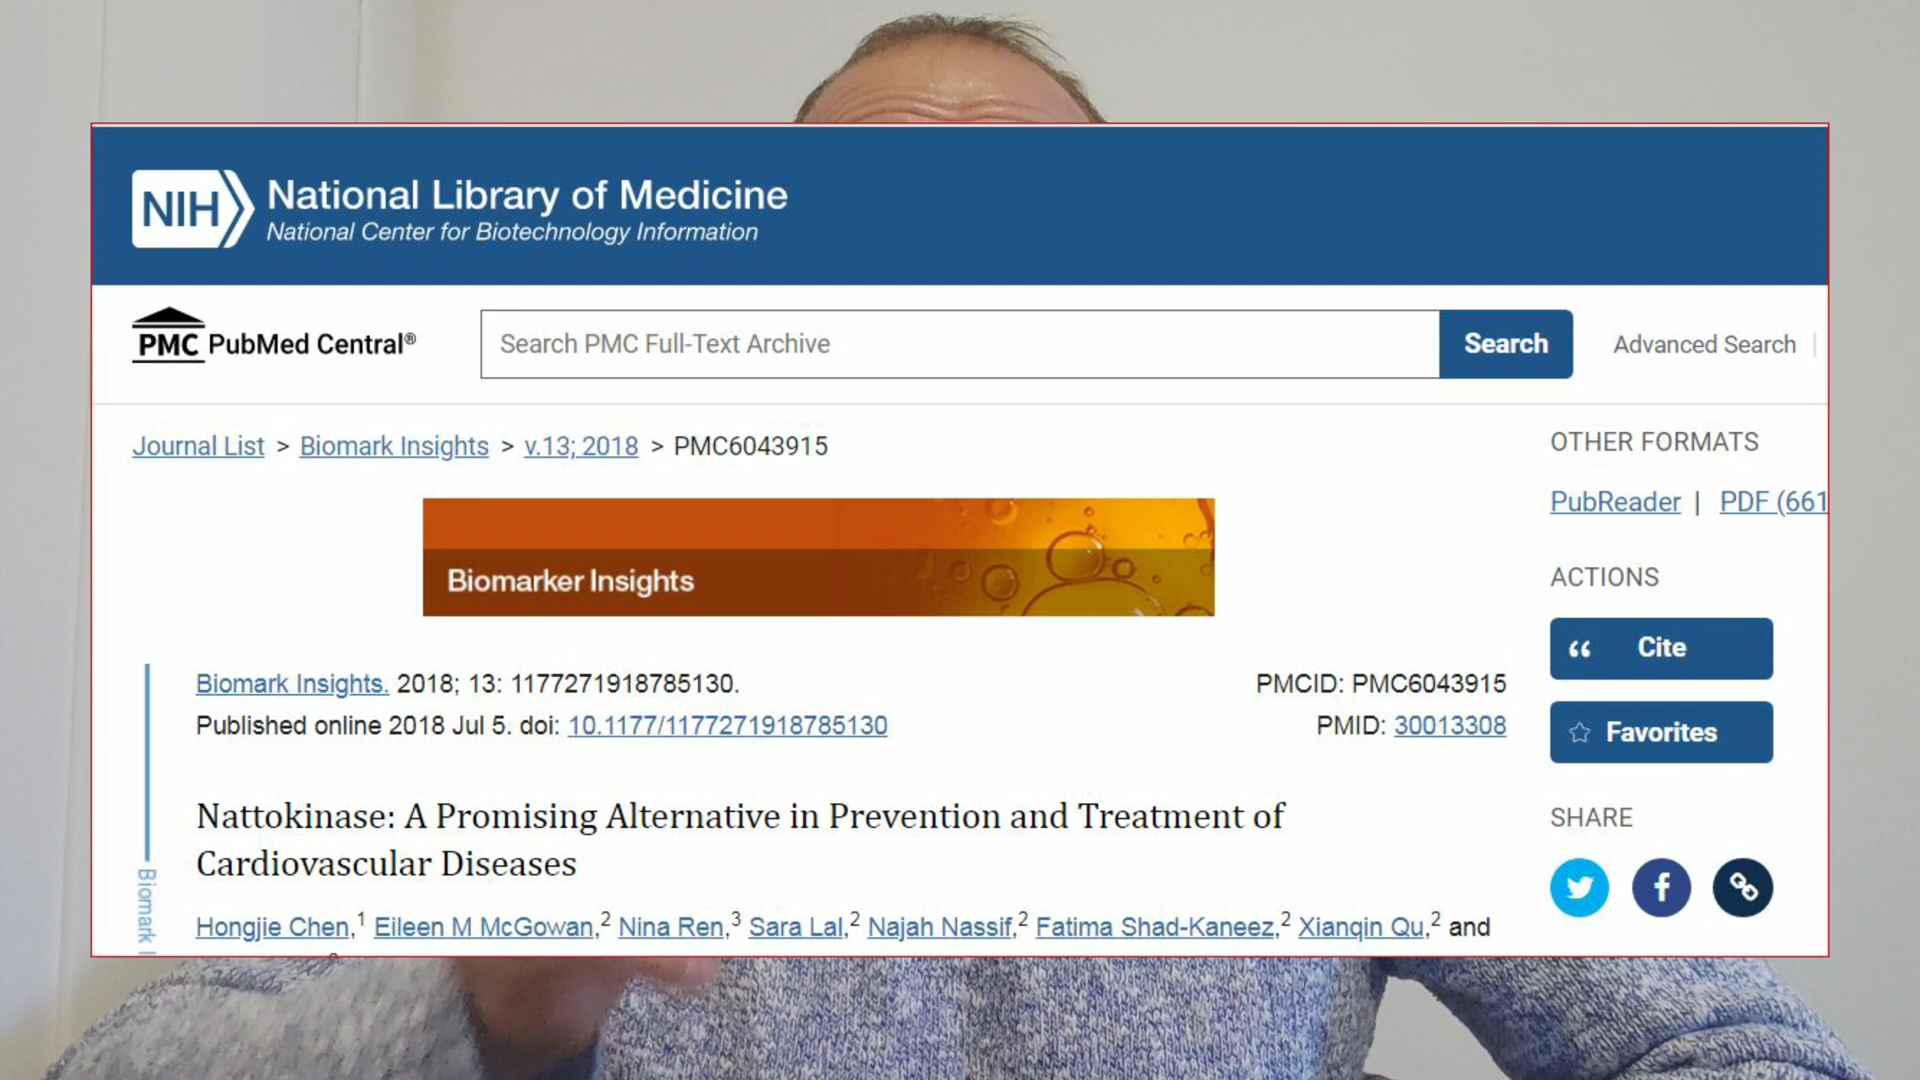 NIH National Library of Medicine
National Center for Biotechnology Information
PMC PubMed Central®
Search PMC Full-Text Archive
Search
Advanced Search
Journal List > Biomark Insights > v.13; 2018 > PMC6043915
Biomarker Insights
Biomark Insights. 2018; 13: 1177271918785130.
Published online 2018 Jul 5. doi: 10.1177/1177271918785130
PMCID: PMC6043915
PMID: 30013308
Nattokinase: A Promising Alternative in Prevention and Treatment of
Cardiovascular Diseases
Hongjie Chen,1 Eileen M McGowan,2 Nina Ren,3 Sara Lal,2 Najah Nassif,2 Fatima Shad-Kaneez,2 Xianqin Qu,2 and
Biomark
OTHER FORMATS
PubReader | PDF (661
ACTIONS
Cite
Favorites
SHARE